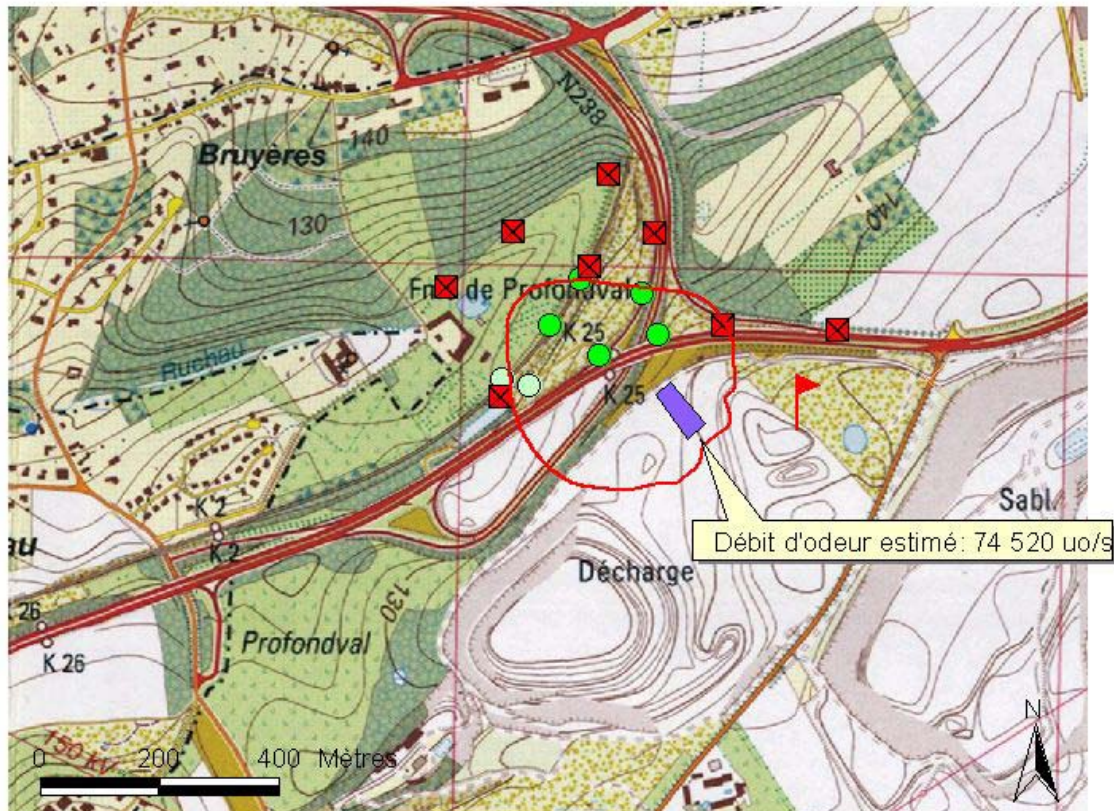 N238
140
Bruyères
130
140
Fme de Profondval
K 25
Ruchau
K 25
K 2
Sabl.
Débit d'odeur estimé: 74 520 uo/s
K 2
Décharge
130
26
Profondval
K 26
N
150 kV
0 200 400 Mètres